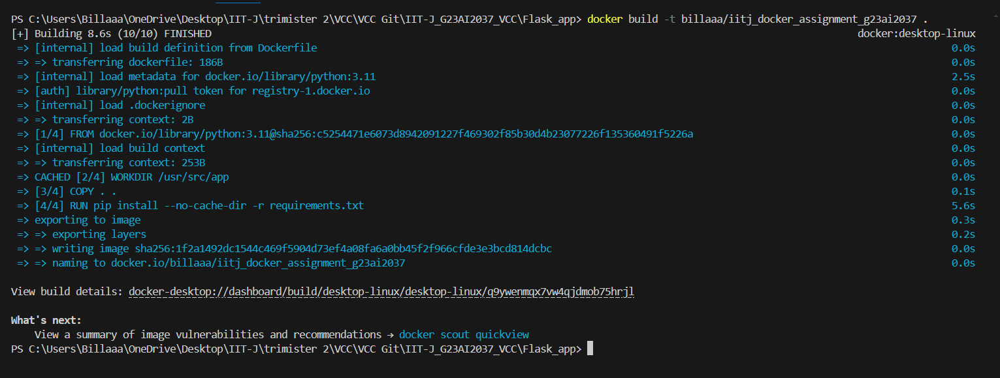 PS C:\Users\Billaaa\OneDrive\Desktop\IIT-J\trimister 2\VCC\VCC Git\IIT-J_G23AI2037_VCC\Flask_app> docker build -t billaaa/iitj_docker_assignment_g23ai2037 .
[+] Building 8.6s (10/10) FINISHED docker:desktop-linux
=> [internal] load build definition from Dockerfile 0.0s
=> => transferring dockerfile: 186B 0.0s
=> [internal] load metadata for docker.io/library/python:3.11 2.5s
=> [auth] library/python:pull token for registry-1.docker.io 0.0s
=> [internal] load .dockerignore 0.0s
=> => transferring context: 2B 0.0s
=> [1/4] FROM docker.io/library/python:3.11@sha256:c5254471e6073d8942091227f469302f85b30d4b23077226f135360491f5226a 0.0s
=> [internal] load build context 0.0s
=> => transferring context: 253B 0.0s
=> CACHED [2/4] WORKDIR /usr/src/app 0.0s
=> [3/4] COPY . . 0.1s
=> [4/4] RUN pip install --no-cache-dir -r requirements.txt 5.6s
=> exporting to image 0.3s
=> => exporting layers 0.2s
=> => writing image sha256:1f2a1492dc1544c469f5904d73ef4a08fa6a0bb45f2f966cfde3e3bcd814dcbc 0.0s
=> => naming to docker.io/billaaa/iitj_docker_assignment_g23ai2037 0.0s
View build details: docker-desktop://dashboard/build/desktop-linux/desktop-linux/q9ywenmqx7vw4qjdmob75hrjl
What's next:
View a summary of image vulnerabilities and recommendations → docker scout quickview
PS C:\Users\Billaaa\OneDrive\Desktop\IIT-J\trimister 2\VCC\VCC Git\IIT-J_G23AI2037_VCC\Flask_app>